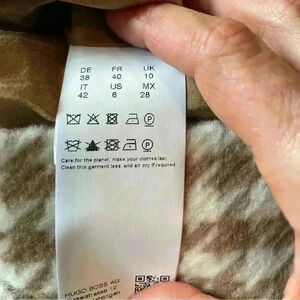 DE FR UK
38 40 10
IT US MX
42 6 28
Care for the planet, make your clothes last:
Clean this garment less, and air dry if required
HUGO BOSS AG